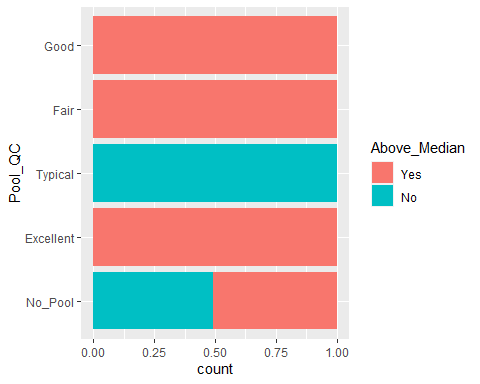 Good
Fair
Typical
Excellent
No_Pool
Pool_QC
0.00 0.25 0.50 0.75 1.00
count
Above_Median
Yes
No